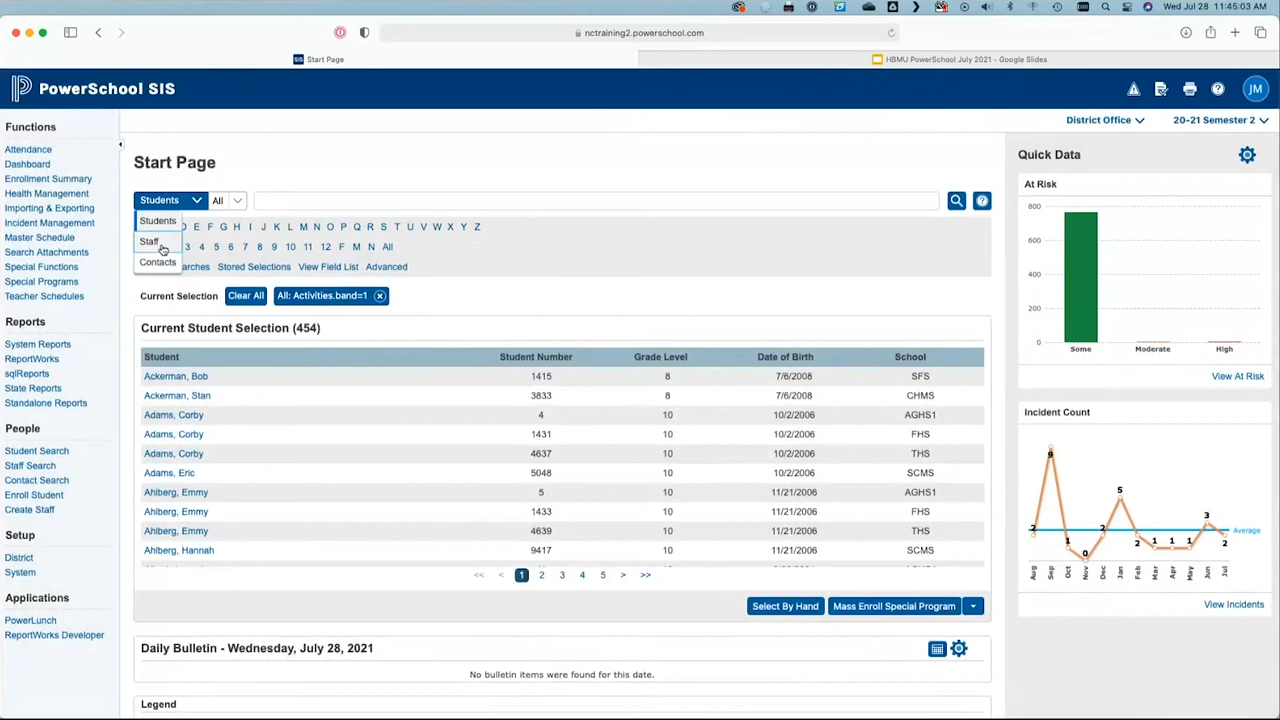 Wed Jul 28 11:45:03 AM
nctraining2.powerschool.com
SIS Start Page
HBMU PowerSchool July 2021 - Google Slides
PowerSchool SIS
JM
District Office
20-21 Semester 2
Functions
Attendance
Dashboard
Enrollment Summary
Health Management
Importing & Exporting
Incident Management
Master Schedule
Search Attachments
Special Functions
Special Programs
Teacher Schedules
Reports
System Reports
ReportWorks
sqlReports
State Reports
Standalone Reports
People
Student Search
Staff Search
Contact Search
Enroll Student
Create Staff
Setup
District
System
Applications
PowerLunch
ReportWorks Developer
Start Page
Students All
Students
Staff
Contacts
D E F G H I J K L M N O P Q R S T U V W X Y Z
3 4 5 6 7 8 9 10 11 12 F M N All
arches Stored Selections View Field List Advanced
Current Selection Clear All All: Activities.band=1
Current Student Selection (454)
Student Student Number Grade Level Date of Birth School
Ackerman, Bob 1415 8 7/6/2008 SFS
Ackerman, Stan 3833 8 7/6/2008 CHMS
Adams, Corby 4 10 10/2/2006 AGHS1
Adams, Corby 1431 10 10/2/2006 FHS
Adams, Corby 4637 10 10/2/2006 THS
Adams, Eric 5048 10 10/2/2006 SCMS
Ahlberg, Emmy 5 10 11/21/2006 AGHS1
Ahlberg, Emmy 1433 10 11/21/2006 FHS
Ahlberg, Emmy 4639 10 11/21/2006 THS
Ahlberg, Hannah 9417 10 11/21/2006 SCMS
<< < 1 2 3 4 5 > >>
Select By Hand Mass Enroll Special Program
Daily Bulletin - Wednesday, July 28, 2021
No bulletin items were found for this date.
Legend
Quick Data
At Risk
800
600
400
200
0
Some Moderate High
View At Risk
Incident Count
2 9 1 0 2 5 2 1 1 1 3 2
Average
Aug Sep Oct Nov Dec Jan Feb Mar Apr May Jun Jul
View Incidents